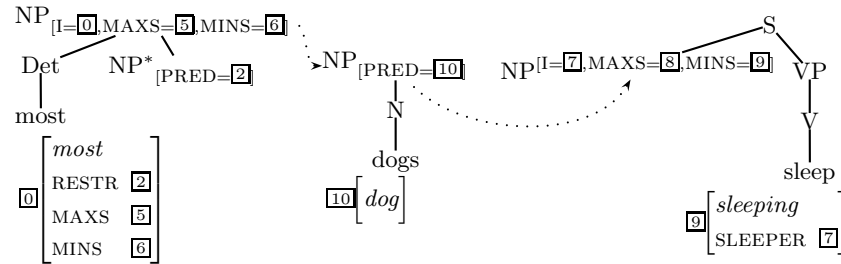 NP[I=0,MAXS=5,MINS=6]
Det NP*[PRED=2]
most
0 [most
RESTR 2
MAXS 5
MINS 6]
NP[PRED=10]
N
dogs
10 [dog]
S
NP[I=7,MAXS=8,MINS=9] VP
V
sleep
9 [sleeping
SLEEPER 7]